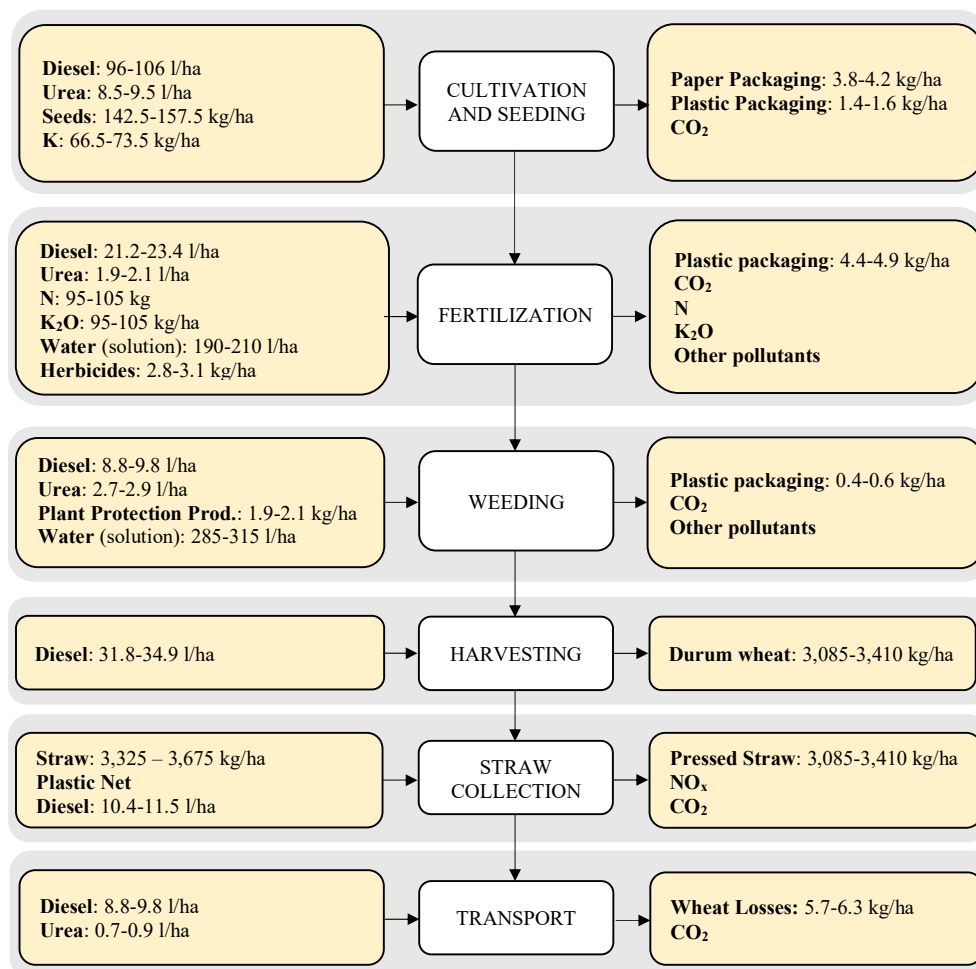 Diesel: 96-106 l/ha
Urea: 8.5-9.5 l/ha
Seeds: 142.5-157.5 kg/ha
K: 66.5-73.5 kg/ha
CULTIVATION
AND SEEDING
Paper Packaging: 3.8-4.2 kg/ha
Plastic Packaging: 1.4-1.6 kg/ha
CO₂
Diesel: 21.2-23.4 l/ha
Urea: 1.9-2.1 l/ha
N: 95-105 kg
K₂O: 95-105 kg/ha
Water (solution): 190-210 l/ha
Herbicides: 2.8-3.1 kg/ha
FERTILIZATION
Plastic packaging: 4.4-4.9 kg/ha
CO₂
N
K₂O
Other pollutants
Diesel: 8.8-9.8 l/ha
Urea: 2.7-2.9 l/ha
Plant Protection Prod.: 1.9-2.1 kg/ha
Water (solution): 285-315 l/ha
WEEDING
Plastic packaging: 0.4-0.6 kg/ha
CO₂
Other pollutants
Diesel: 31.8-34.9 l/ha
HARVESTING
Durum wheat: 3,085-3,410 kg/ha
Straw: 3,325 – 3,675 kg/ha
Plastic Net
Diesel: 10.4-11.5 l/ha
STRAW
COLLECTION
Pressed Straw: 3,085-3,410 kg/ha
NOₓ
CO₂
Diesel: 8.8-9.8 l/ha
Urea: 0.7-0.9 l/ha
TRANSPORT
Wheat Losses: 5.7-6.3 kg/ha
CO₂